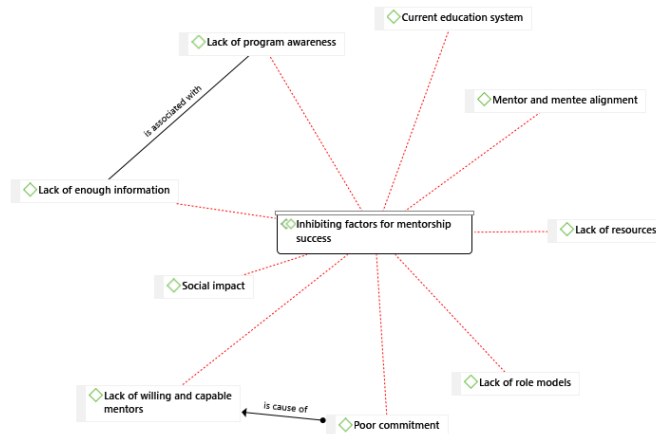 Current education system
Lack of program awareness
is associated with
Mentor and mentee alignment
Lack of enough information
Inhibiting factors for mentorship
success
Lack of resources
Social impact
Lack of role models
Lack of willing and capable
mentors
is cause of
Poor commitment